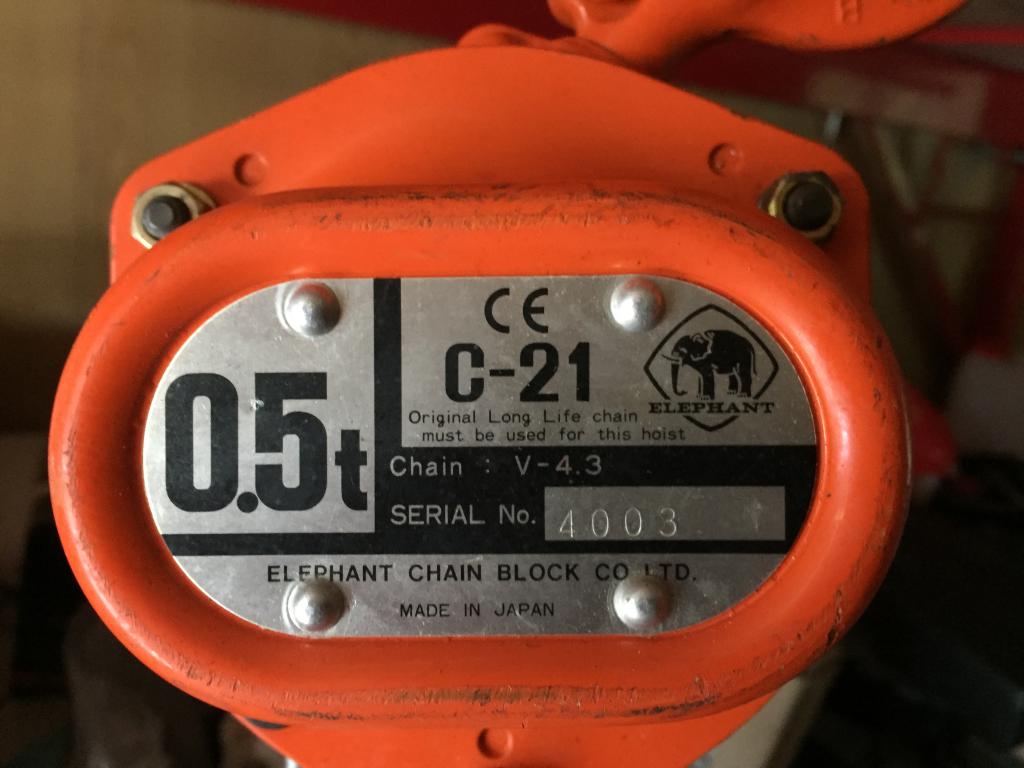 0.5t
CE
C-21
ELEPHANT
Original Long Life chain
must be used for this hoist
Chain : V-4.3
SERIAL No. 4003
ELEPHANT CHAIN BLOCK CO.LTD.
MADE IN JAPAN